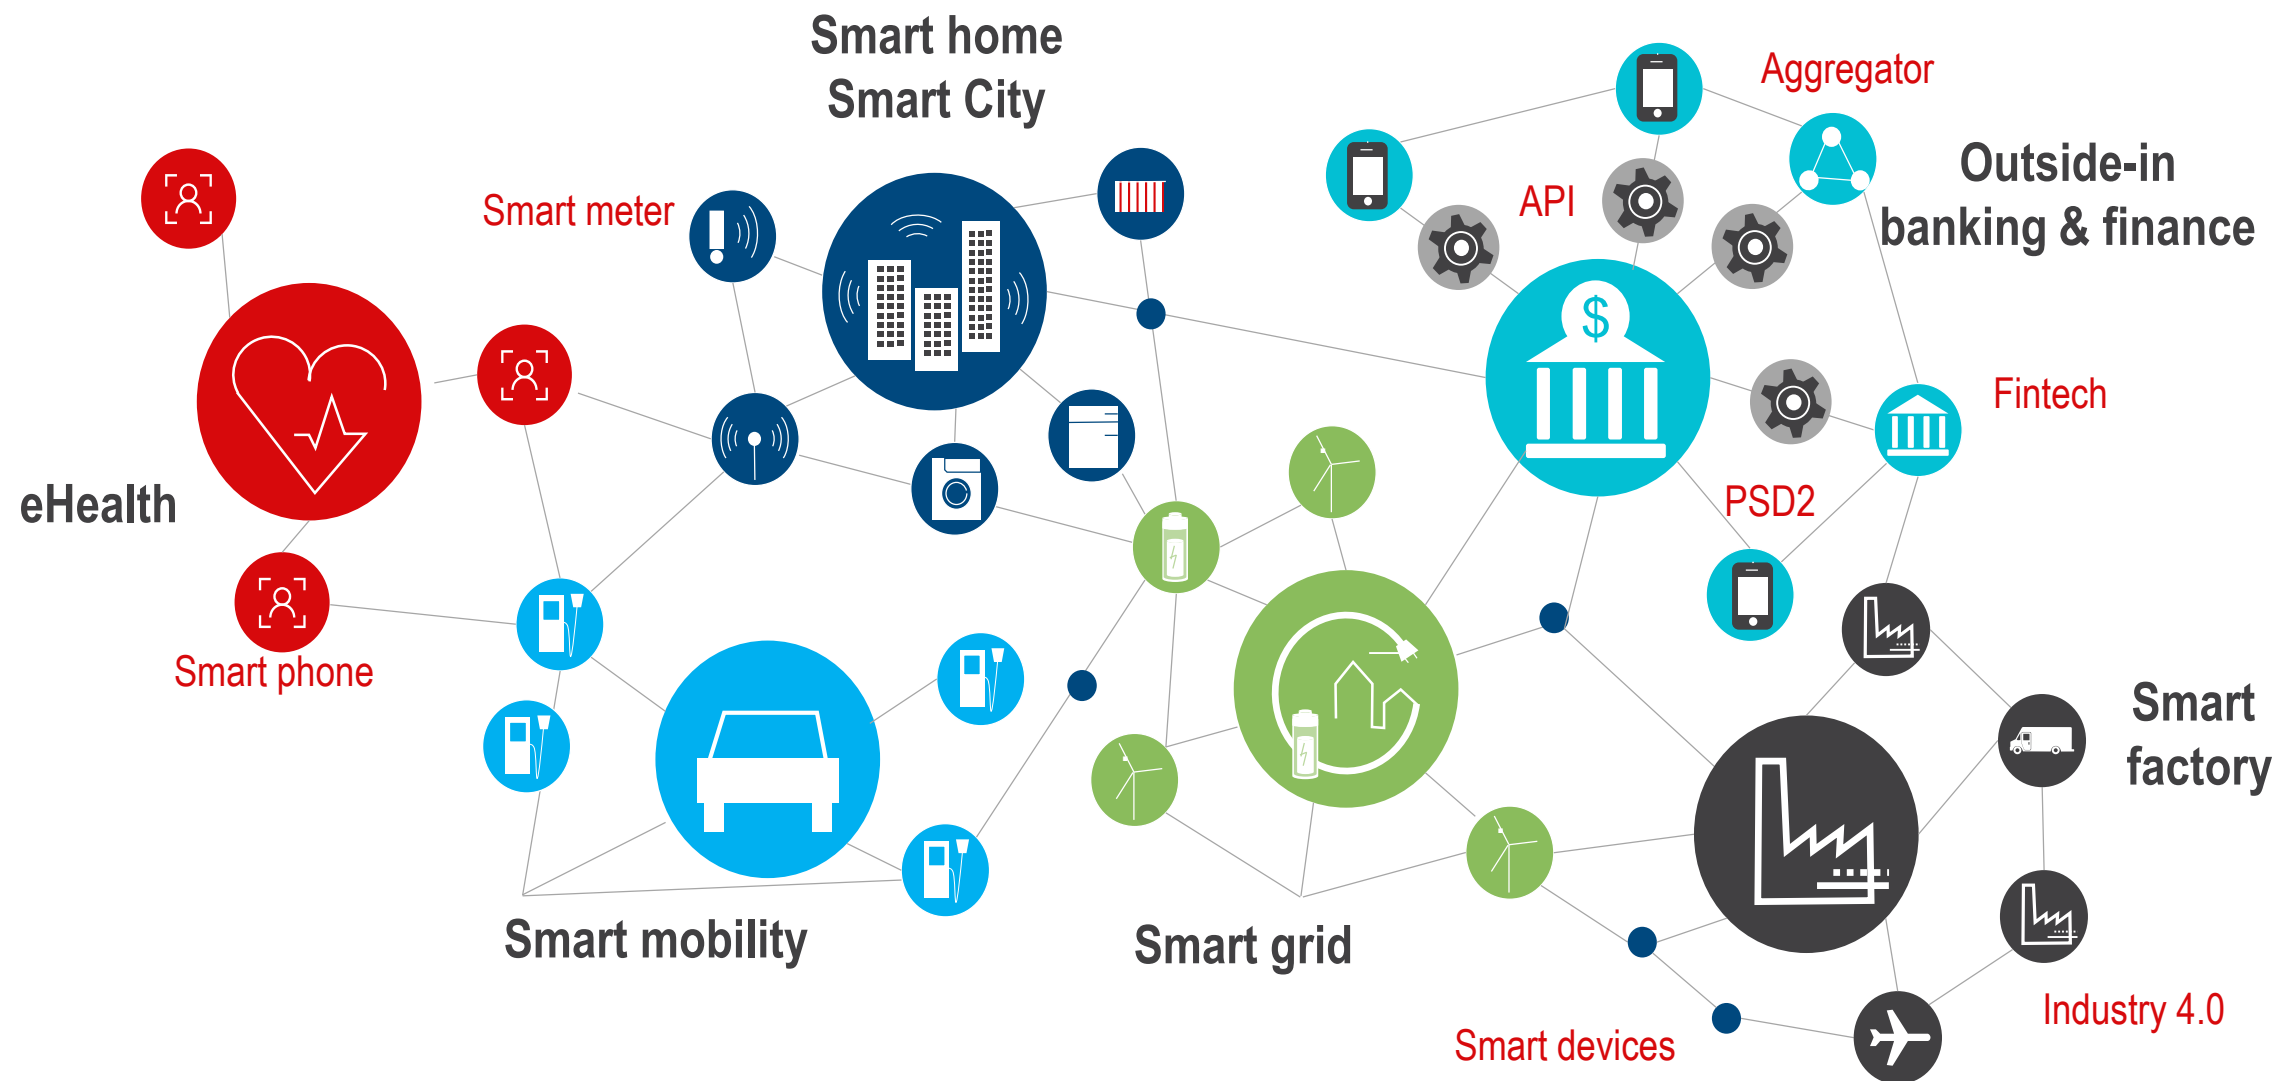 Smart home
Smart City
Aggregator
Outside-in
banking & finance
Smart meter
API
$
Fintech
eHealth
PSD2
Smart phone
Smart
factory
Smart mobility
Smart grid
Industry 4.0
Smart devices